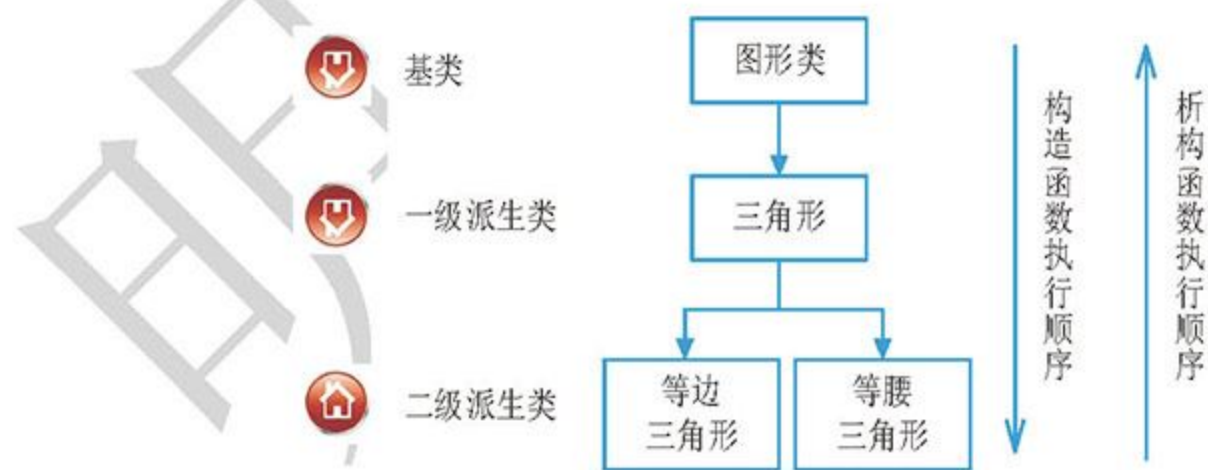 基类
图形类
一级派生类
三角形
二级派生类
等边
三角形
等腰
三角形
构造函数执行顺序
析构函数执行顺序